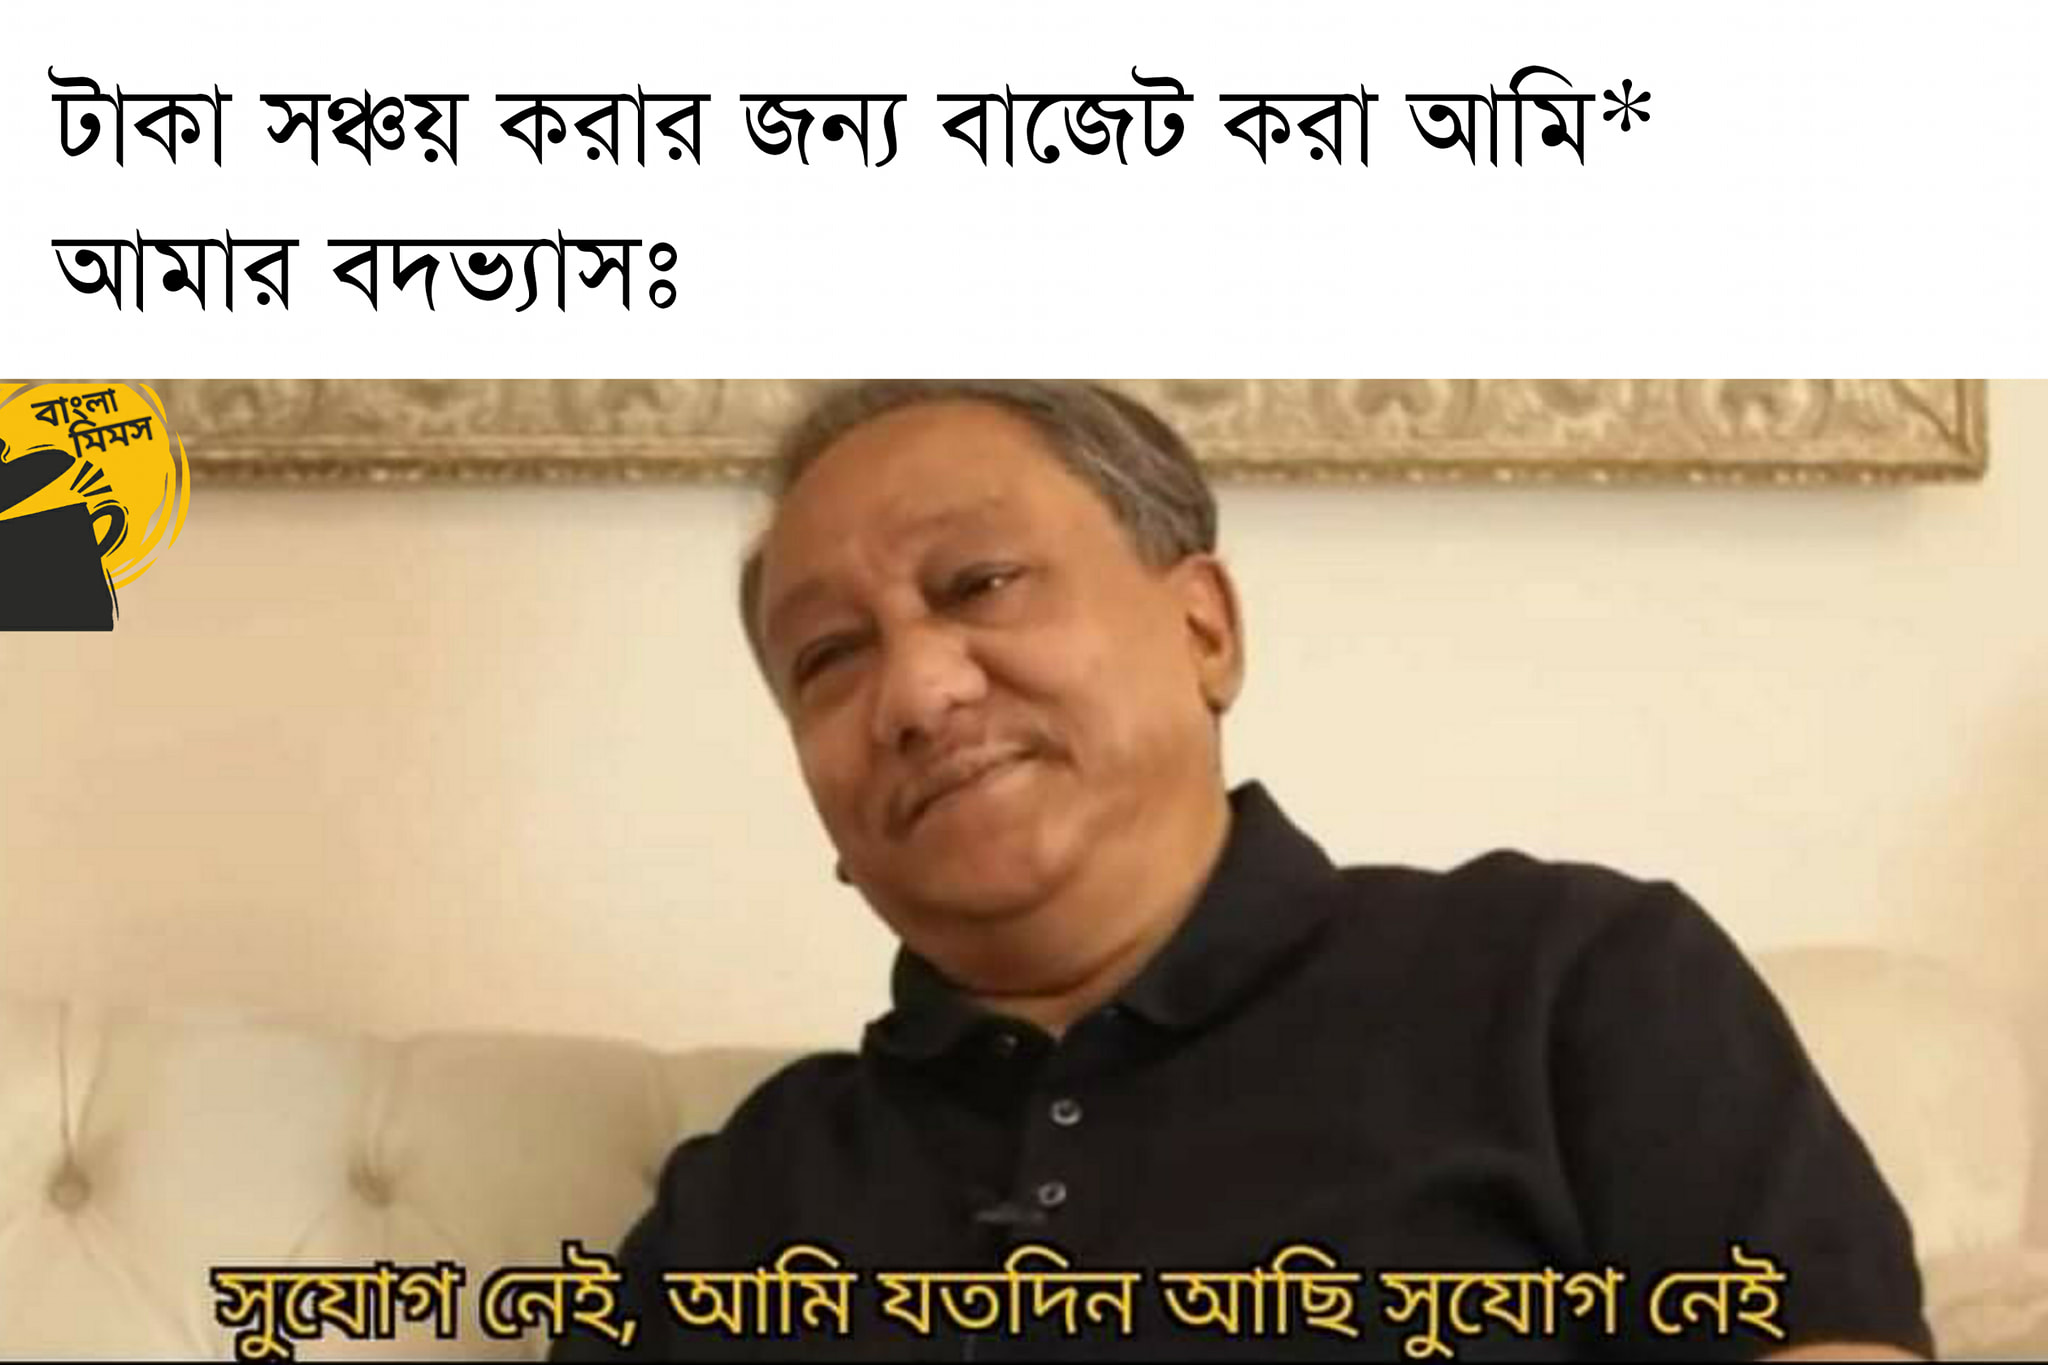 টাকা সঞ্চয় করার জন্য বাজেট করা আমি*
আমার বদভ্যাসঃ
বাংলা
মিমস
সুযোগ নেই, আমি যতদিন আছি সুযোগ নেই